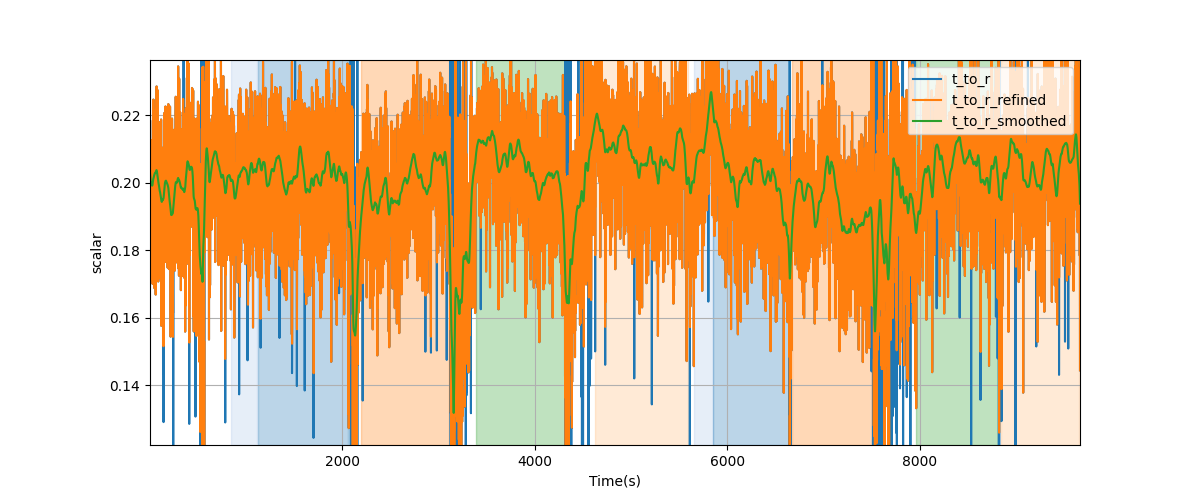 t_to_r
t_to_r_refined
t_to_r_smoothed
0.22
0.20
0.18
0.16
0.14
scalar
2000
4000
6000
8000
Time(s)